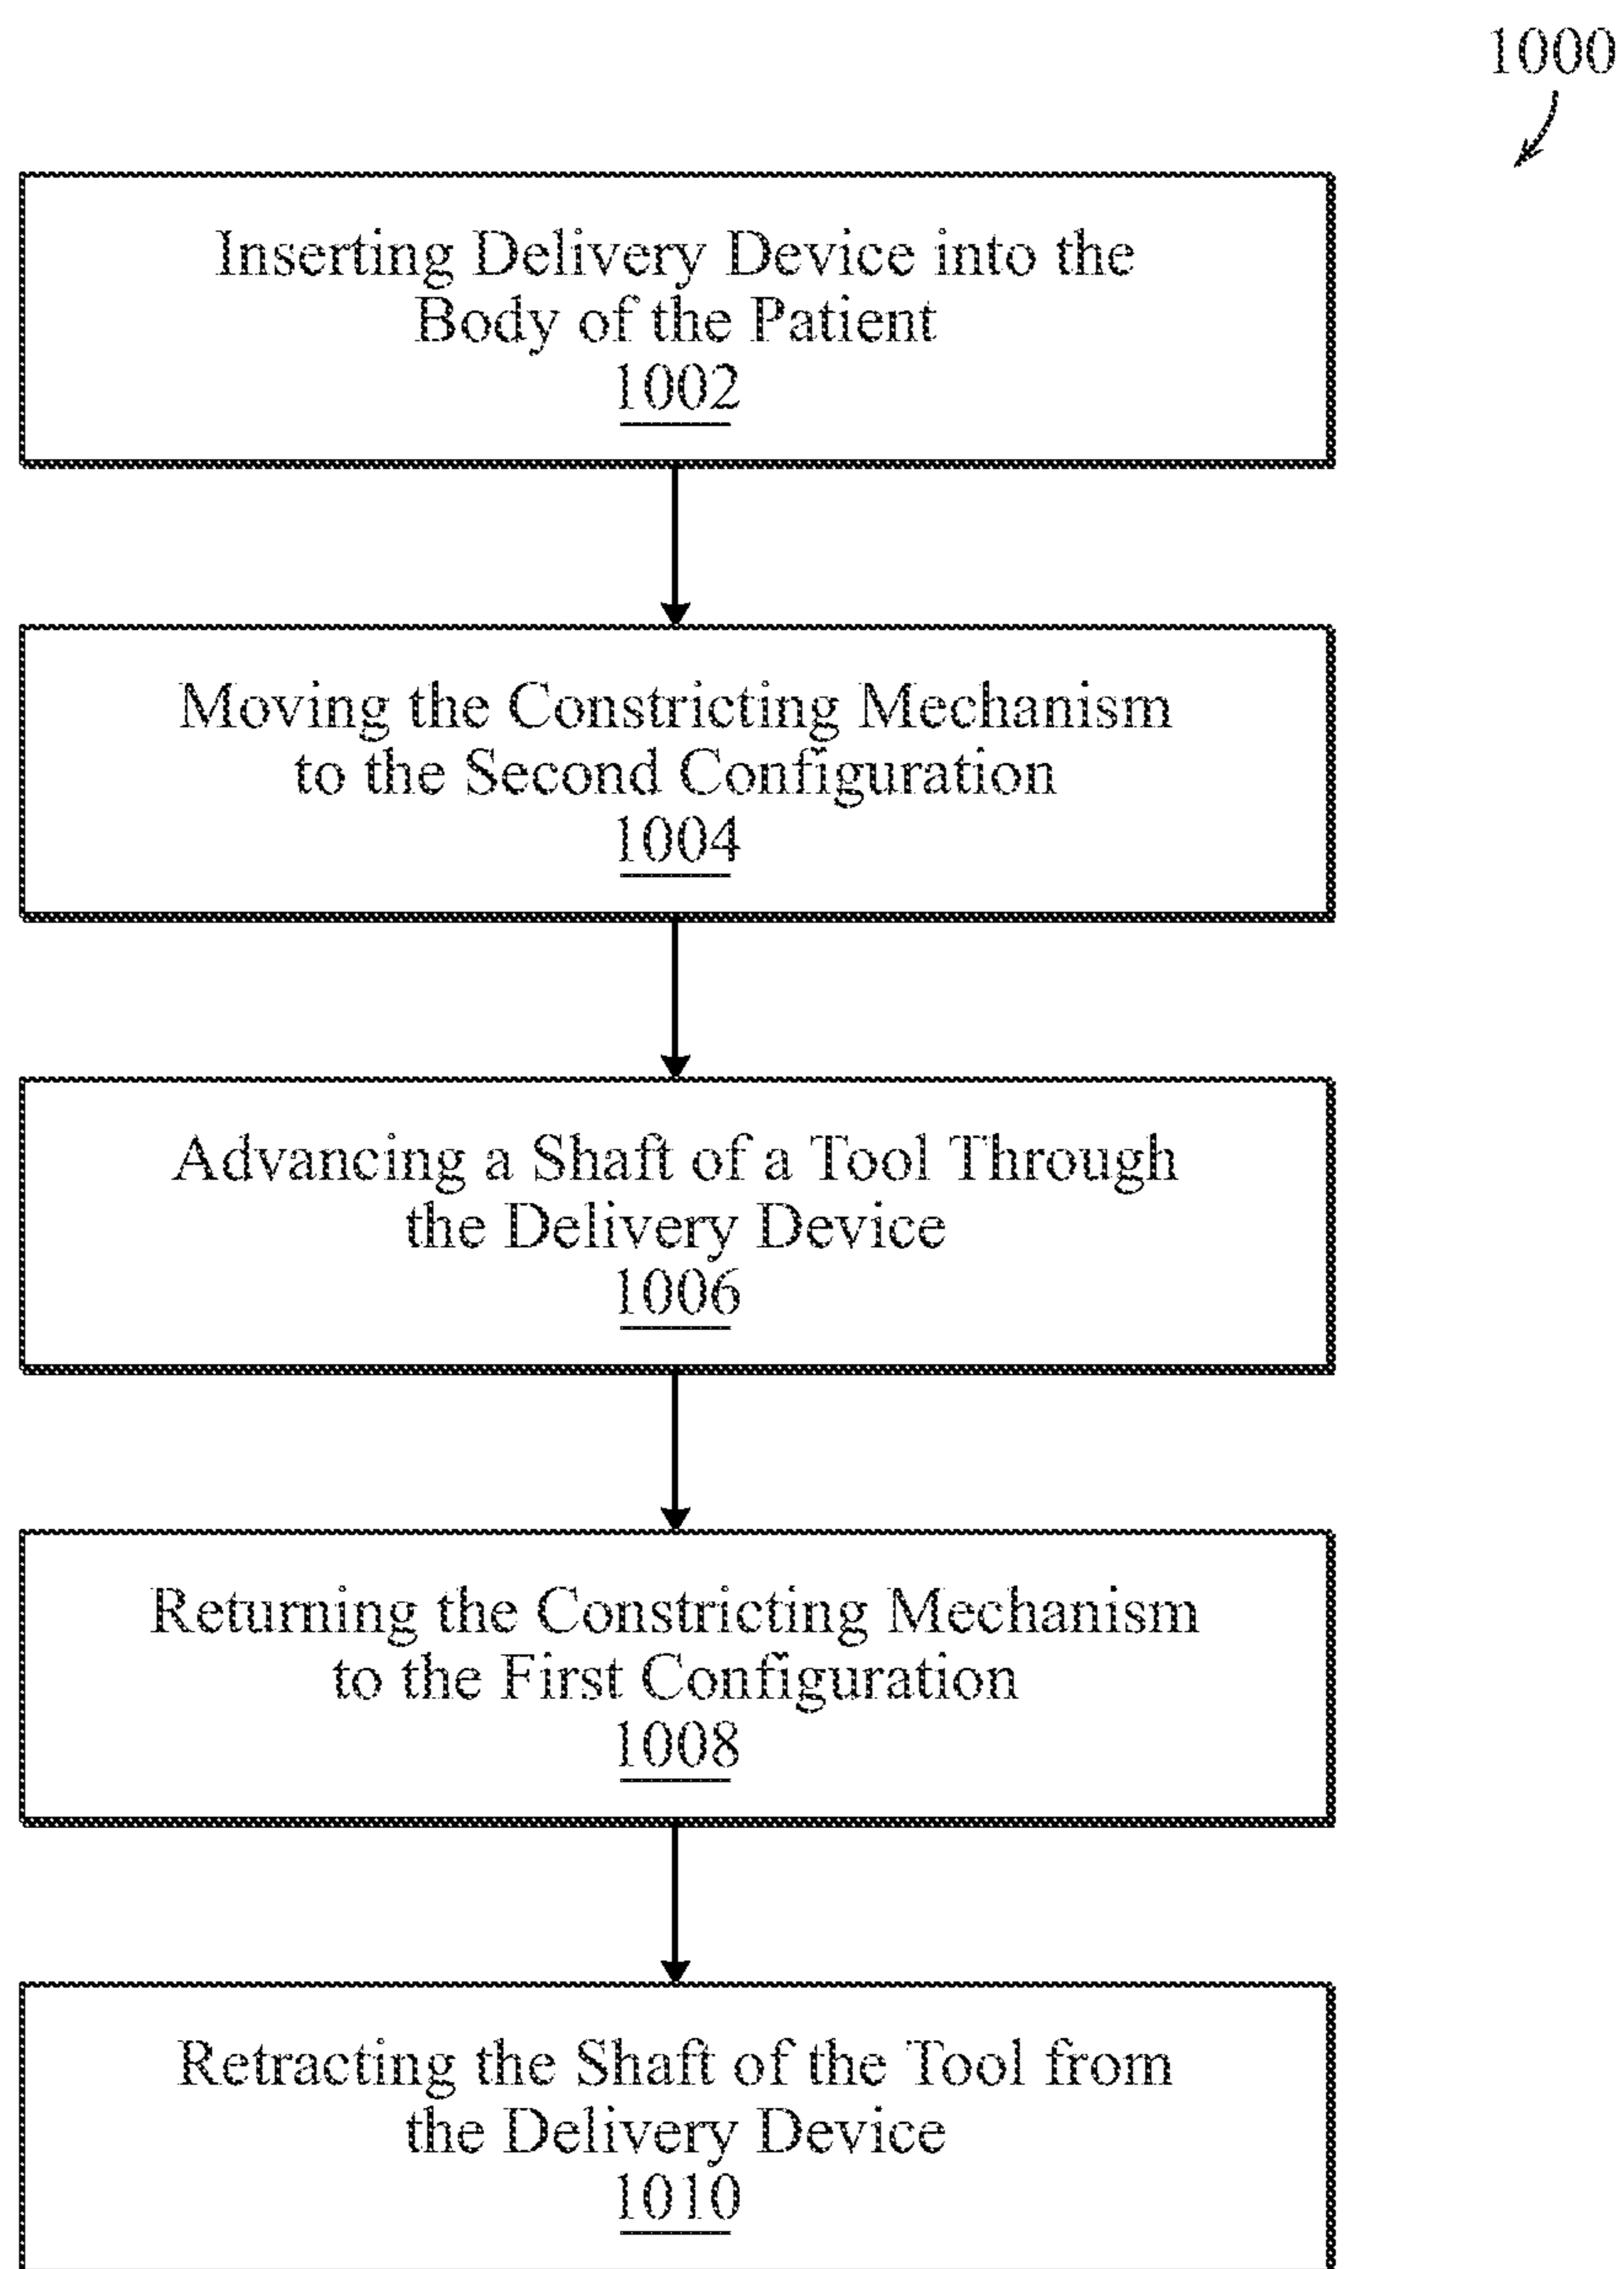 1000
Inserting Delivery Device into the
Body of the Patient
1002
Moving the Constricting Mechanism
to the Second Configuration
1004
Advancing a Shaft of a Tool Through
the Delivery Device
1006
Returning the Constricting Mechanism
to the First Configuration
1008
Retracting the Shaft of the Tool from
the Delivery Device
1010